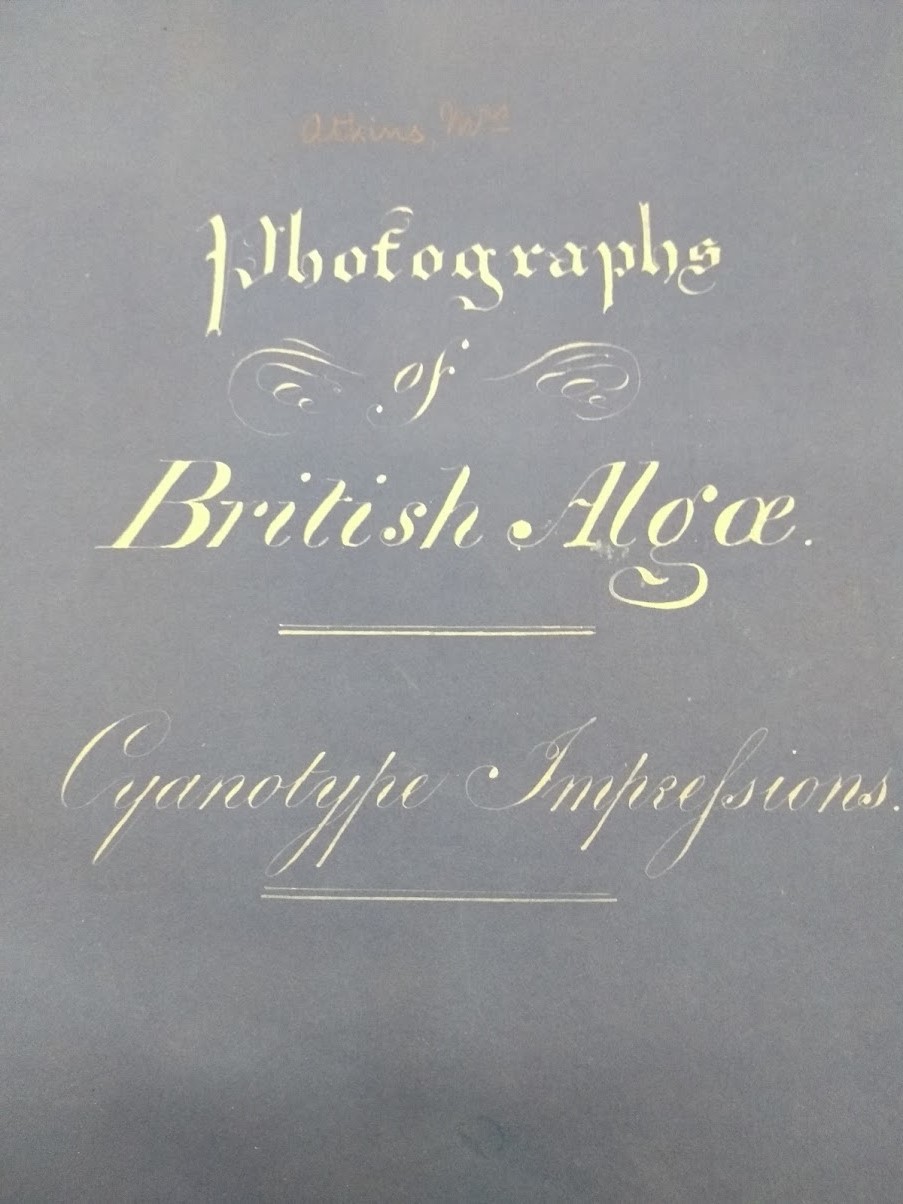 Atkins, Mrs
Photographs
of
British Algæ.
Cyanotype Impreſsions.